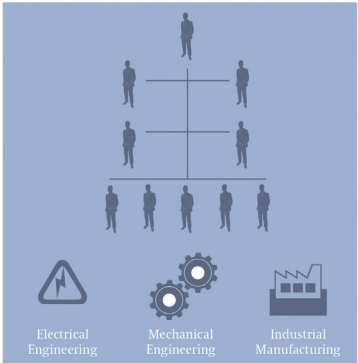 Electrical
Engineering
Mechanical
Engineering
Industrial
Manufacturing